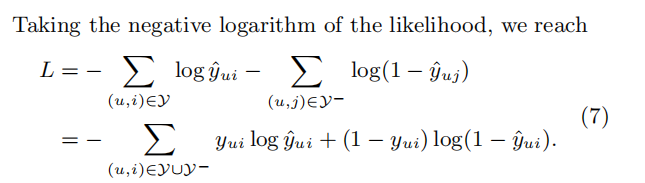 Taking the negative logarithm of the likelihood, we reach
L = − ∑_{(u,i)∈𝒴} log ŷ_{ui} − ∑_{(u,j)∈𝒴−} log(1 − ŷ_{uj})
= − ∑_{(u,i)∈𝒴∪𝒴−} y_{ui} log ŷ_{ui} + (1 − y_{ui}) log(1 − ŷ_{ui}).
(7)